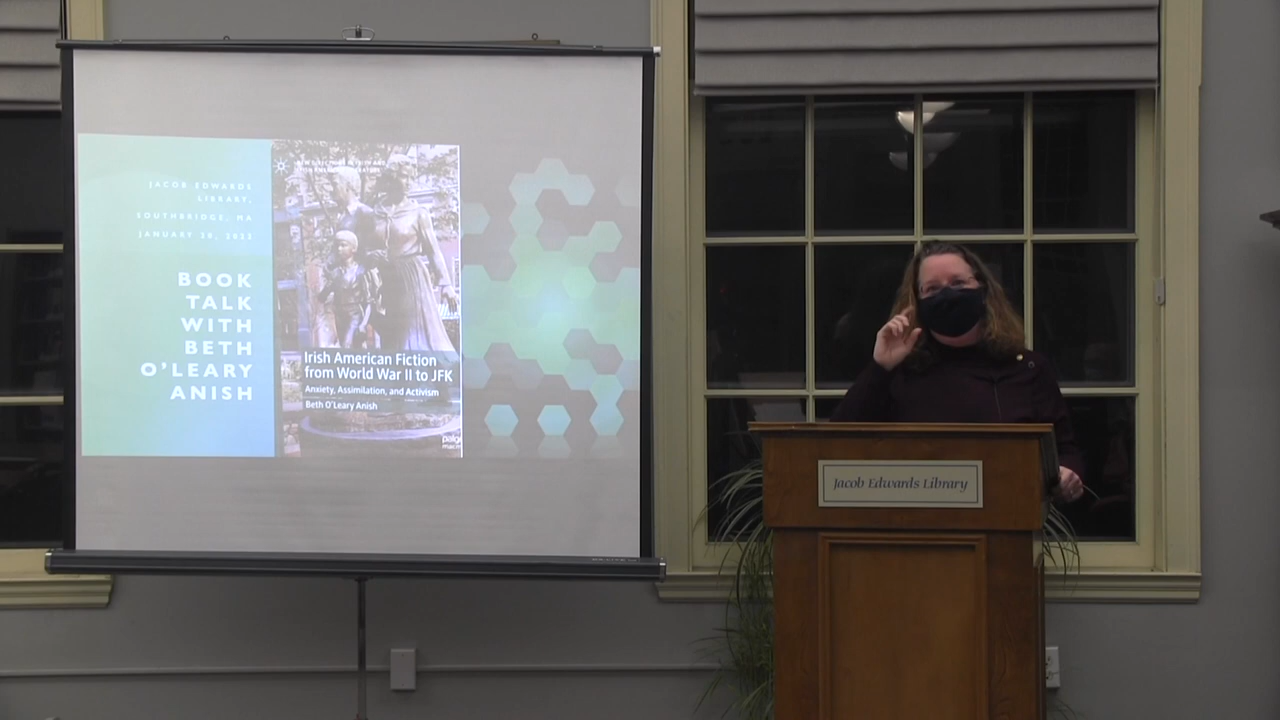 JACOB EDWARDS
LIBRARY,
SOUTHBRIDGE, MA
BOOK
TALK
WITH
BETH
O'LEARY
ANISH
Irish American Fiction
from World War II to JFK
Anxiety, Assimilation, and Activism
Beth O'Leary Anish
Jacob Edwards Library